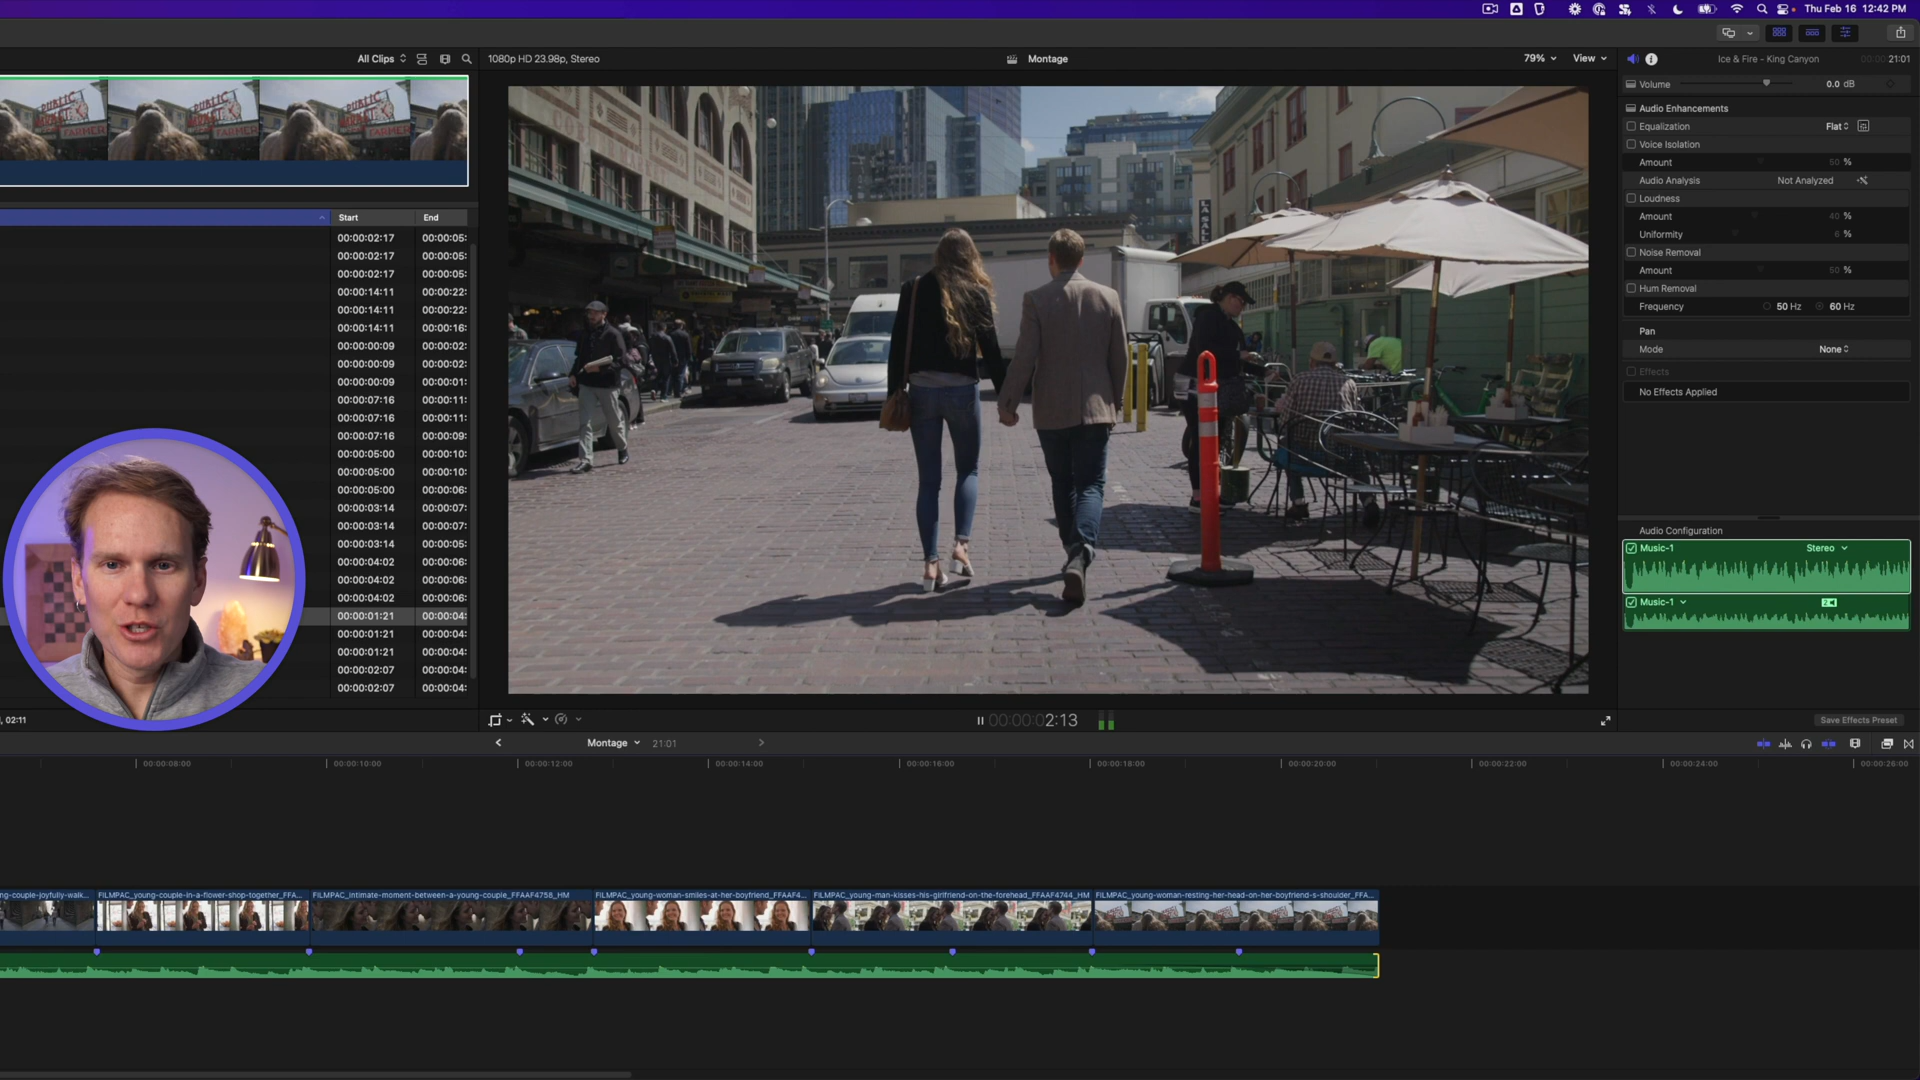 Thu Feb 16 12:42 PM
All Clips
1080p HD 23.98p, Stereo
Montage
79%
View
Ice & Fire - King Canyon
00:00:21:01
PUBLIC
FARMER
PUBLIC
FARMER
PUBLIC
FARMER
Volume
0.0 dB
Audio Enhancements
Equalization
Flat
Voice Isolation
Amount
50 %
Audio Analysis
Not Analyzed
Loudness
Amount
40 %
Uniformity
6 %
Noise Removal
Amount
50 %
Hum Removal
Frequency
50 Hz
60 Hz
Pan
Mode
None
Effects
No Effects Applied
Start End
00:00:02:17 00:00:05:
00:00:02:17 00:00:05:
00:00:02:17 00:00:05:
00:00:14:11 00:00:22:
00:00:14:11 00:00:22:
00:00:14:11 00:00:16:
00:00:00:09 00:00:02:
00:00:00:09 00:00:02:
00:00:00:09 00:00:01:
00:00:07:16 00:00:11:
00:00:07:16 00:00:11:
00:00:07:16 00:00:09:
00:00:05:00 00:00:10:
00:00:05:00 00:00:10:
00:00:05:00 00:00:06:
00:00:03:14 00:00:07:
00:00:03:14 00:00:07:
00:00:03:14 00:00:05:
00:00:04:02 00:00:06:
00:00:04:02 00:00:06:
00:00:04:02 00:00:06:
00:00:01:21 00:00:04:
00:00:01:21 00:00:04:
00:00:01:21 00:00:04:
00:00:02:07 00:00:04:
00:00:02:07 00:00:04:
LASALL
Audio Configuration
Music-1
Stereo
Music-1
, 02:11
00:00:02:13
Save Effects Preset
Montage
21:01
00:00:08:00
00:00:10:00
00:00:12:00
00:00:14:00
00:00:16:00
00:00:18:00
00:00:20:00
00:00:22:00
00:00:24:00
00:00:26:00
ng-couple-joyfully-walk...
FILMPAC_young-couple-in-a-flower-shop-together_FFA...
FILMPAC_intimate-moment-between-a-young-couple_FFAAF4758_HM
FILMPAC_young-woman-smiles-at-her-boyfriend_FFAAF4...
FILMPAC_young-man-kisses-his-girlfriend-on-the-forehead_FFAAF4744_HM
FILMPAC_young-woman-resting-her-head-on-her-boyfriend-s-shoulder_FFA...